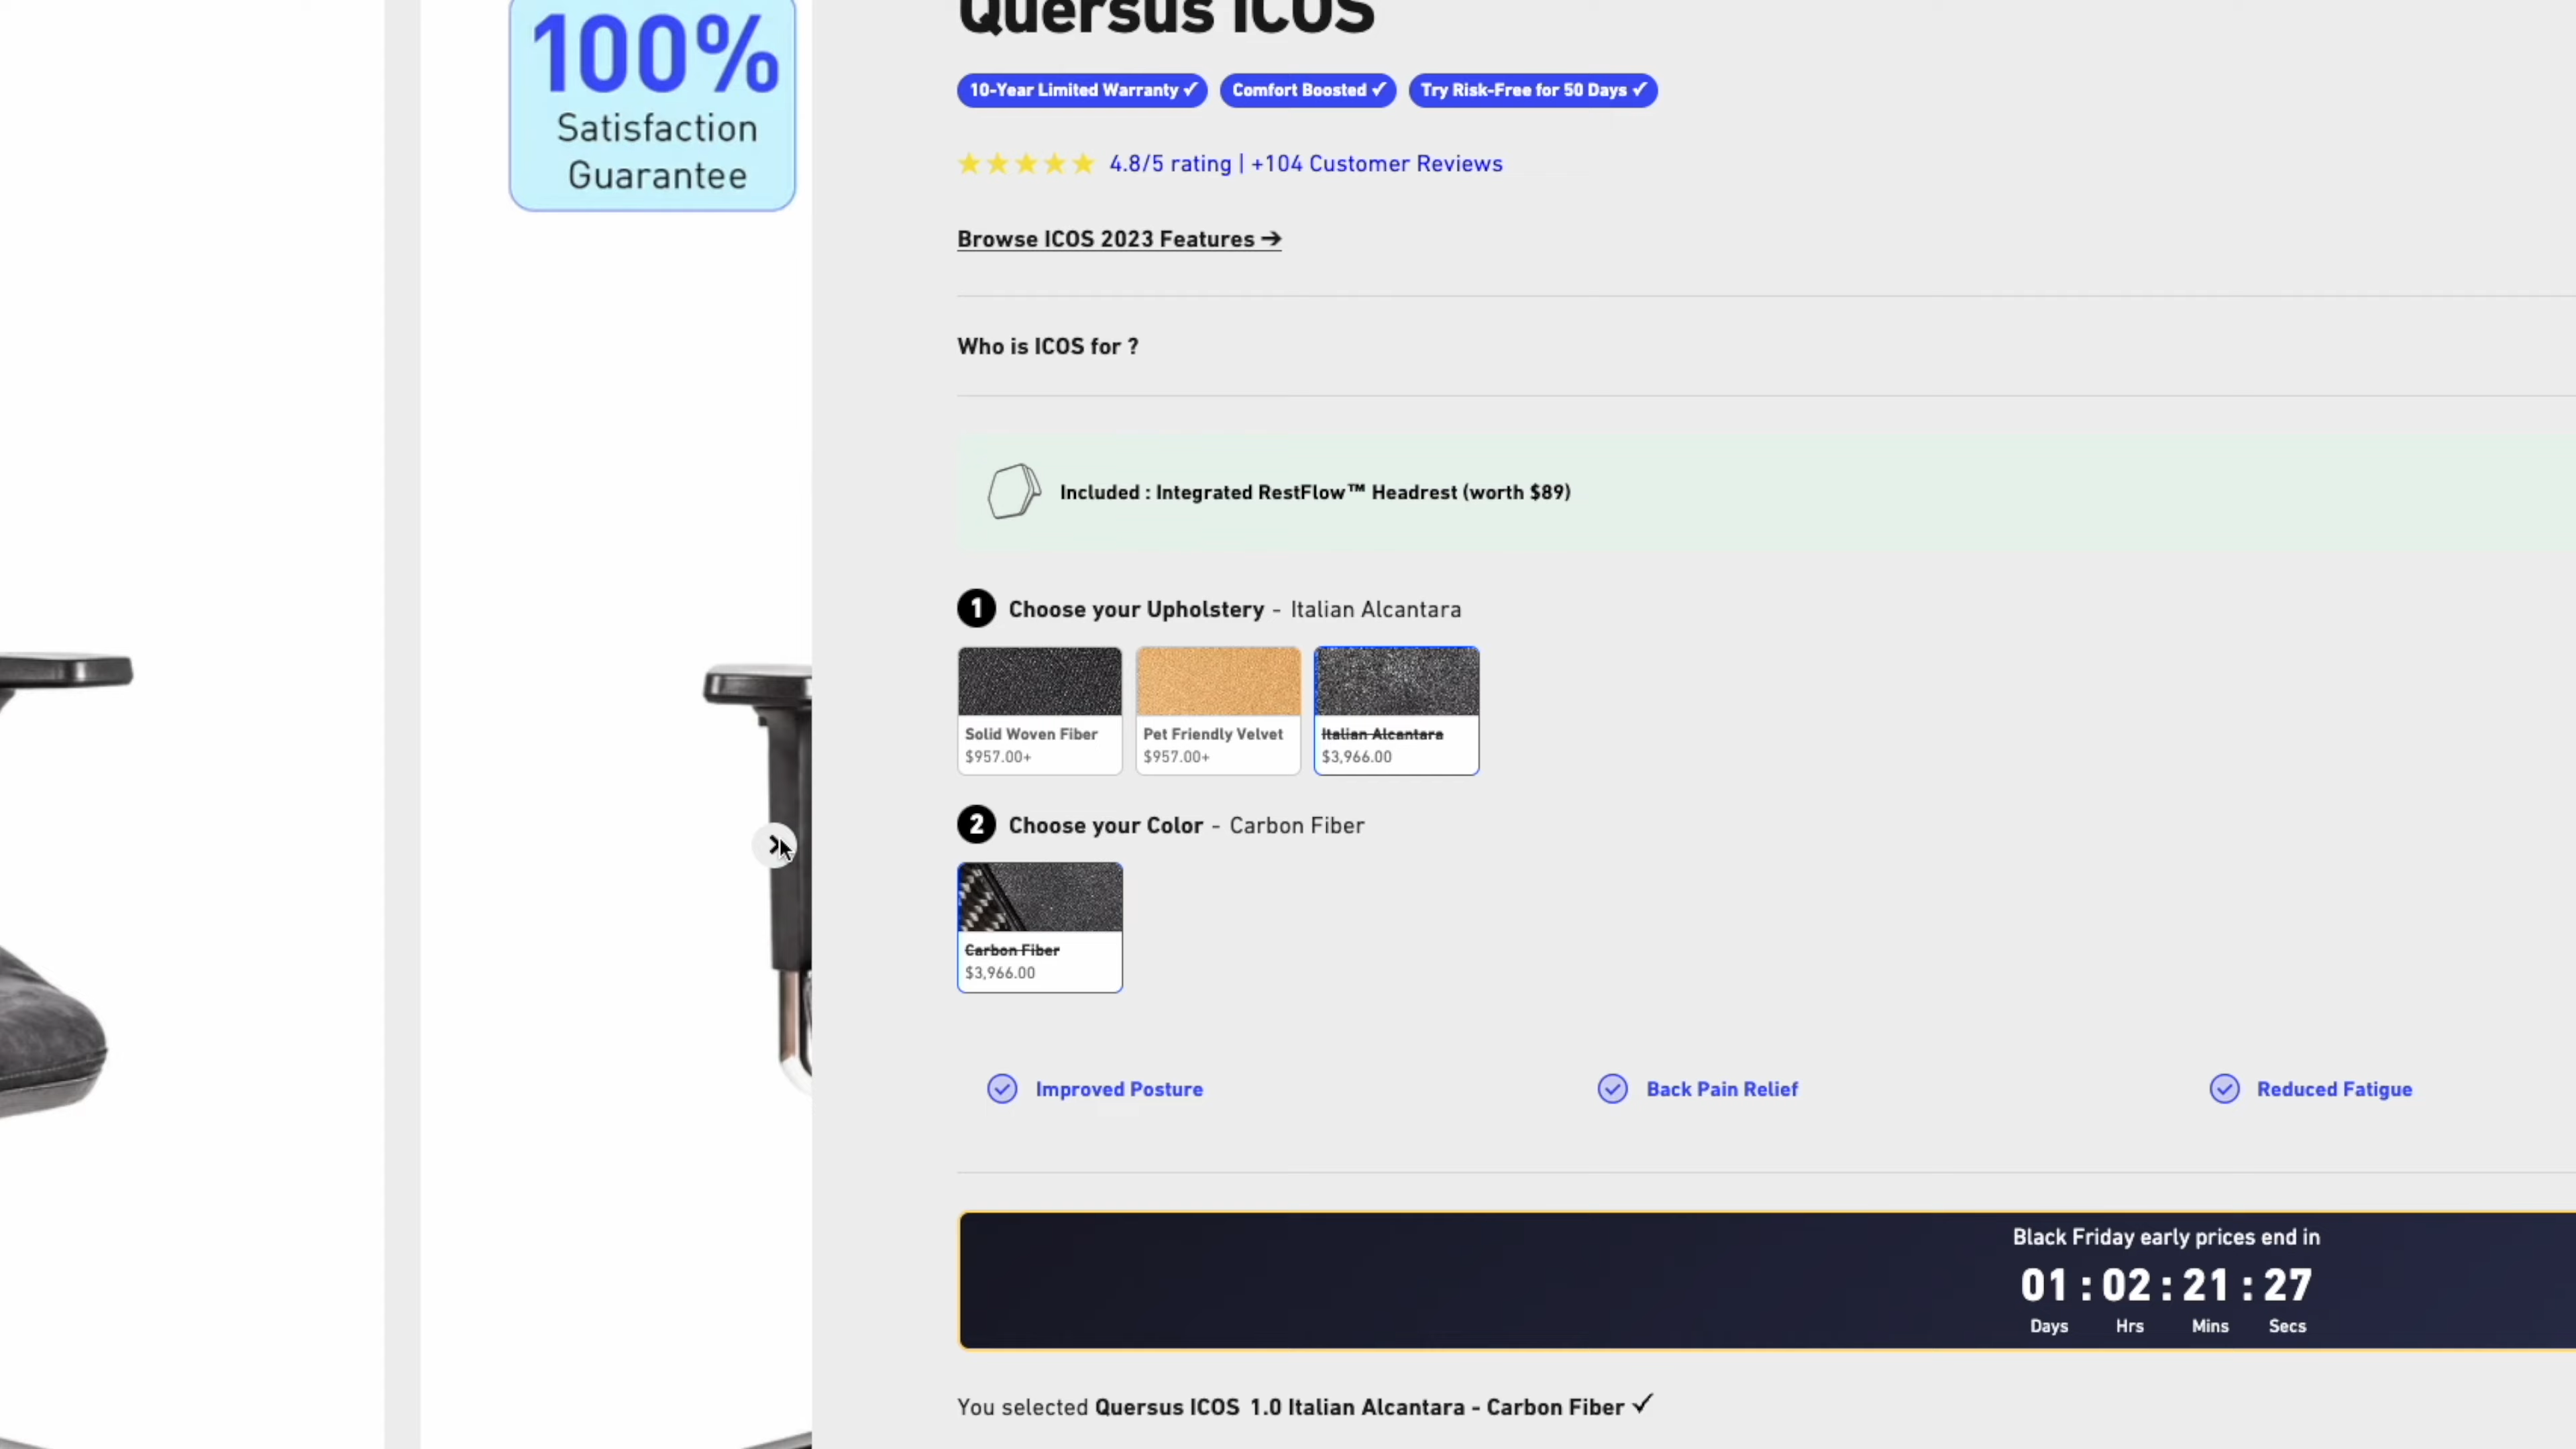 100%
Satisfaction
Guarantee
Quersus ICOS
10-Year Limited Warranty ✓
Comfort Boosted ✓
Try Risk-Free for 50 Days ✓
4.8/5 rating | +104 Customer Reviews
Browse ICOS 2023 Features →
Who is ICOS for ?
Included : Integrated RestFlow™ Headrest (worth $89)
1 Choose your Upholstery - Italian Alcantara
Solid Woven Fiber
$957.00+
Pet Friendly Velvet
$957.00+
Italian Alcantara
$3,966.00
2 Choose your Color - Carbon Fiber
Carbon Fiber
$3,966.00
Improved Posture
Back Pain Relief
Reduced Fatigue
Black Friday early prices end in
01 : 02 : 21 : 27
Days Hrs Mins Secs
You selected Quersus ICOS 1.0 Italian Alcantara - Carbon Fiber ✓